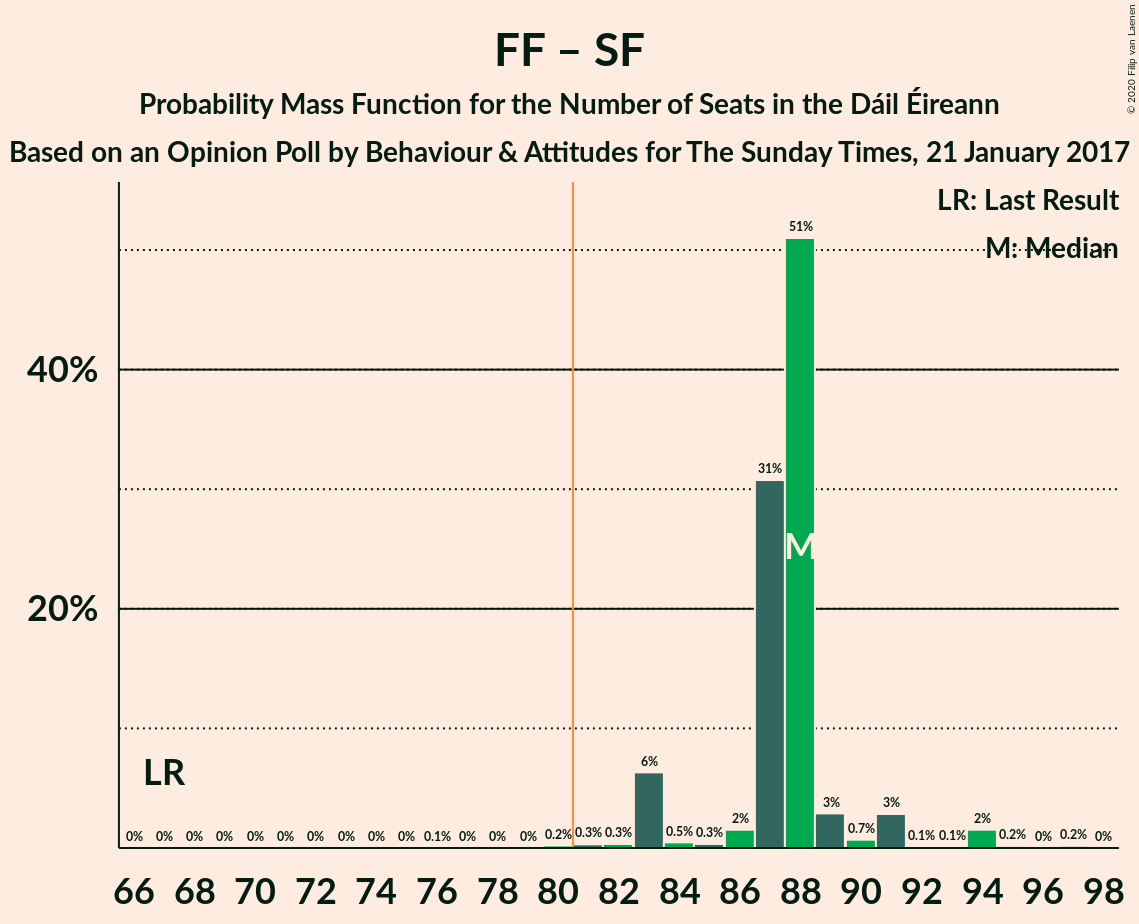 FF – SF
Probability Mass Function for the Number of Seats in the Dáil Éireann
Based on an Opinion Poll by Behaviour & Attitudes for The Sunday Times, 21 January 2017
© 2020 Filip van Laenen
LR: Last Result
M: Median
51%
40%
31%
M
20%
LR
6%
0% 0% 0% 0% 0% 0% 0% 0% 0% 0% 0.1% 0% 0% 0% 0.2% 0.3% 0.3% 0.5% 0.3% 2% 3% 0.7% 3% 0.1% 0.1% 2% 0.2% 0% 0.2% 0%
66 68 70 72 74 76 78 80 82 84 86 88 90 92 94 96 98